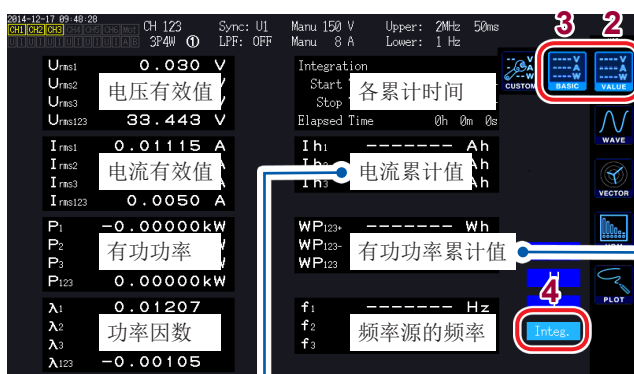 2014-12-17 09:48:28
CH1 CH2 CH3 CH4 CH5 CH6 Mot CH 123 Sync: U1 Manu 150 V Upper: 2MHz 50ms
U I U I U I U I U I U I A B 3P4W ① LPF: OFF Manu 8 A Lower: 1 Hz
3 2
CUSTOM
V A W BASIC
V A W VALUE
WAVE
VECTOR
PLOT
Urms1 0.030 V
Urms2
Urms3
电压有效值
Urms123 33.443 V
Integration
Start
Stop
各累计时间
Elapsed Time 0h 0m 0s
Irms1 0.01115 A
Irms2
Irms3
电流有效值
Irms123 0.0050 A
Ih1 ------- Ah
电流累计值
P1 -0.00000kW
P2
P3
有功功率
P123 0.00000kW
WP123+ ------- Wh
WP123-
WP123
有功功率累计值
λ1 0.01207
λ2
λ3
功率因数
λ123 -0.00105
f1 ------- Hz
f2
f3
频率源的频率
4
Integ.